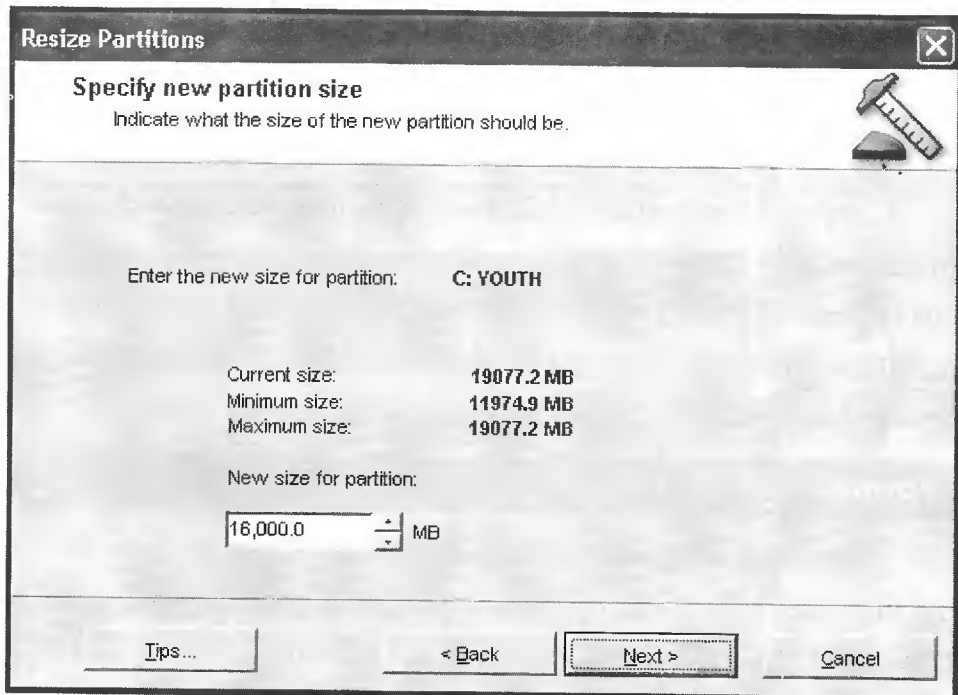 Resize Partitions
Specify new partition size
Indicate what the size of the new partition should be.
Enter the new size for partition: C: YOUTH
Current size: 19077.2 MB
Minimum size: 11974.9 MB
Maximum size: 19077.2 MB
New size for partition:
16,000.0 MB
Tips... < Back Next > Cancel